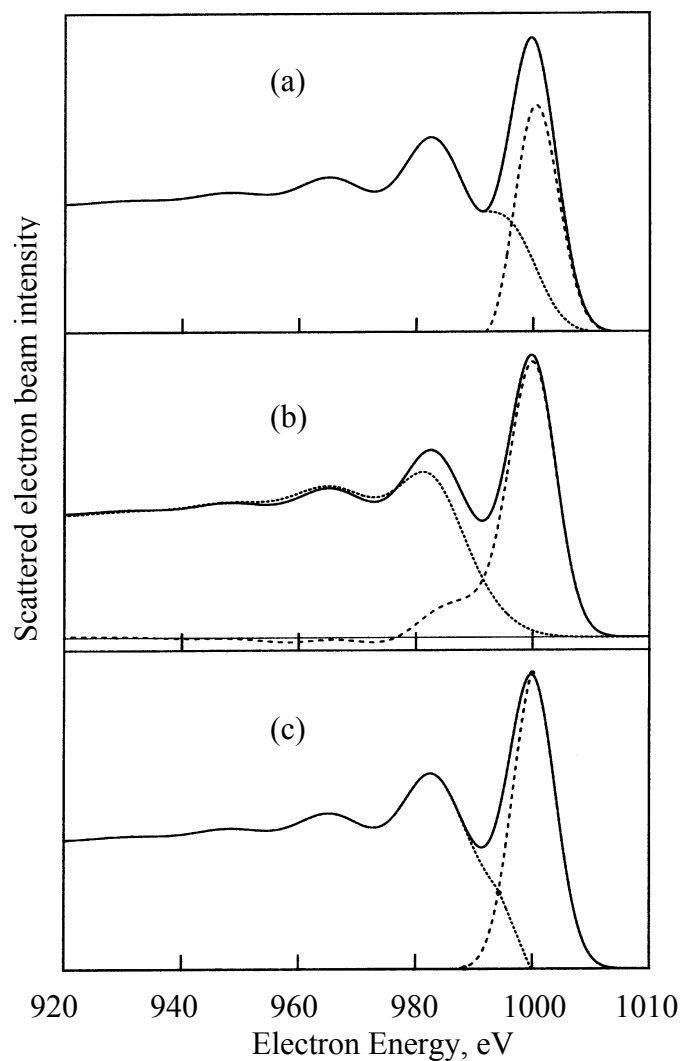 (a)
(b)
(c)
Scattered electron beam intensity
920 940 960 980 1000 1010
Electron Energy, eV